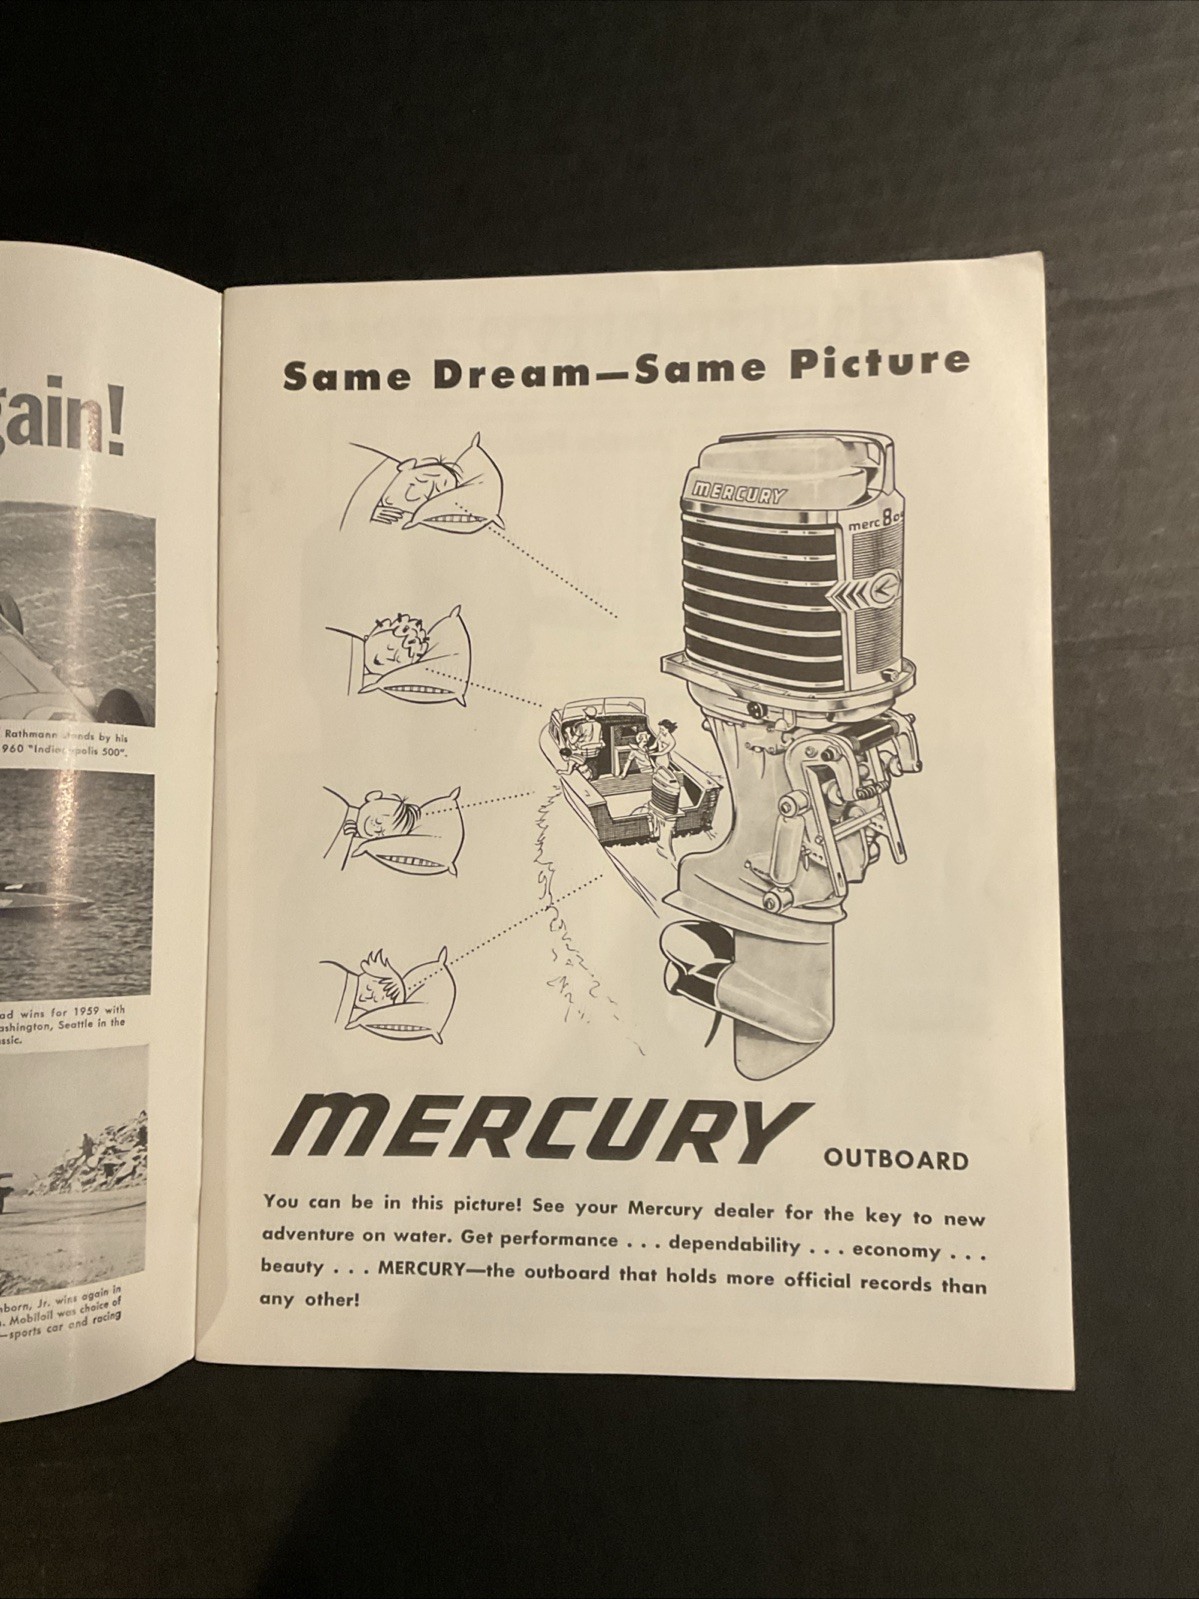 gain!
Rathmann stands by his
960 "Indianapolis 500".
ad wins for 1959 with
ashington, Seattle in the
ssic.
nborn, Jr. wins again in
. Mobiloil was choice of
—sports car and racing
Same Dream—Same Picture
MERCURY
merc 80
MERCURY OUTBOARD
You can be in this picture! See your Mercury dealer for the key to new
adventure on water. Get performance . . . dependability . . . economy . . .
beauty . . . MERCURY—the outboard that holds more official records than
any other!